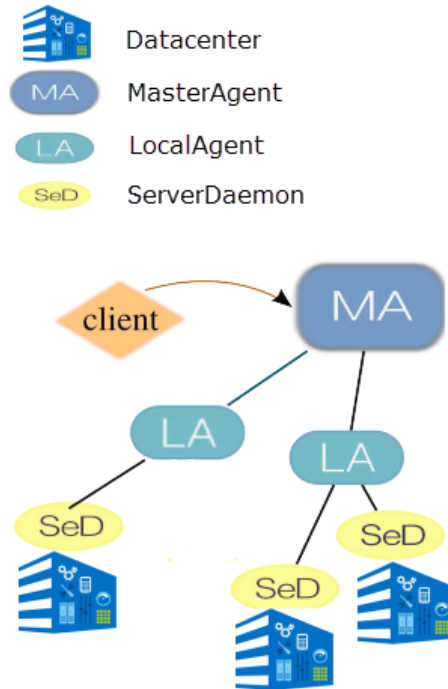 Datacenter
MA MasterAgent
LA LocalAgent
SeD ServerDaemon
client
MA
LA
LA
SeD
SeD
SeD